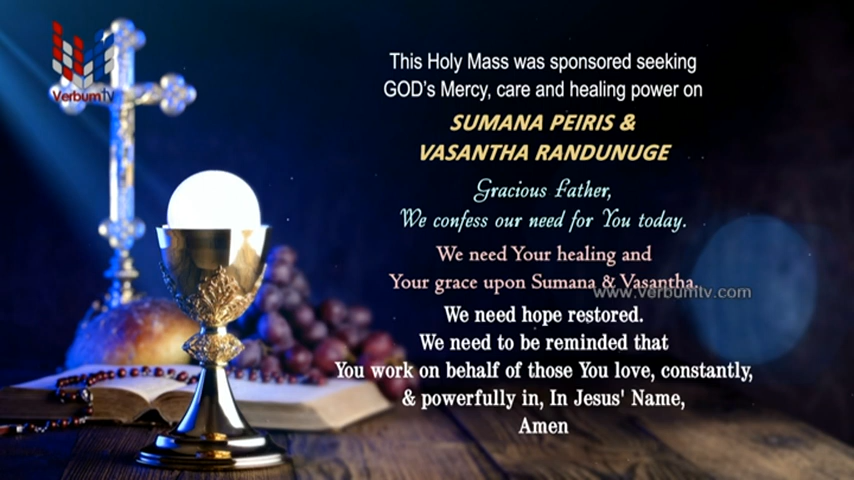 VerbumTV
This Holy Mass was sponsored seeking
GOD's Mercy, care and healing power on
SUMANA PEIRIS &
VASANTHA RANDUNUGE
Gracious Father,
We confess our need for You today.
We need Your healing and
Your grace upon Sumana & Vasantha.
www.verbumtv.com
We need hope restored.
We need to be reminded that
You work on behalf of those You love, constantly,
& powerfully in, In Jesus' Name,
Amen